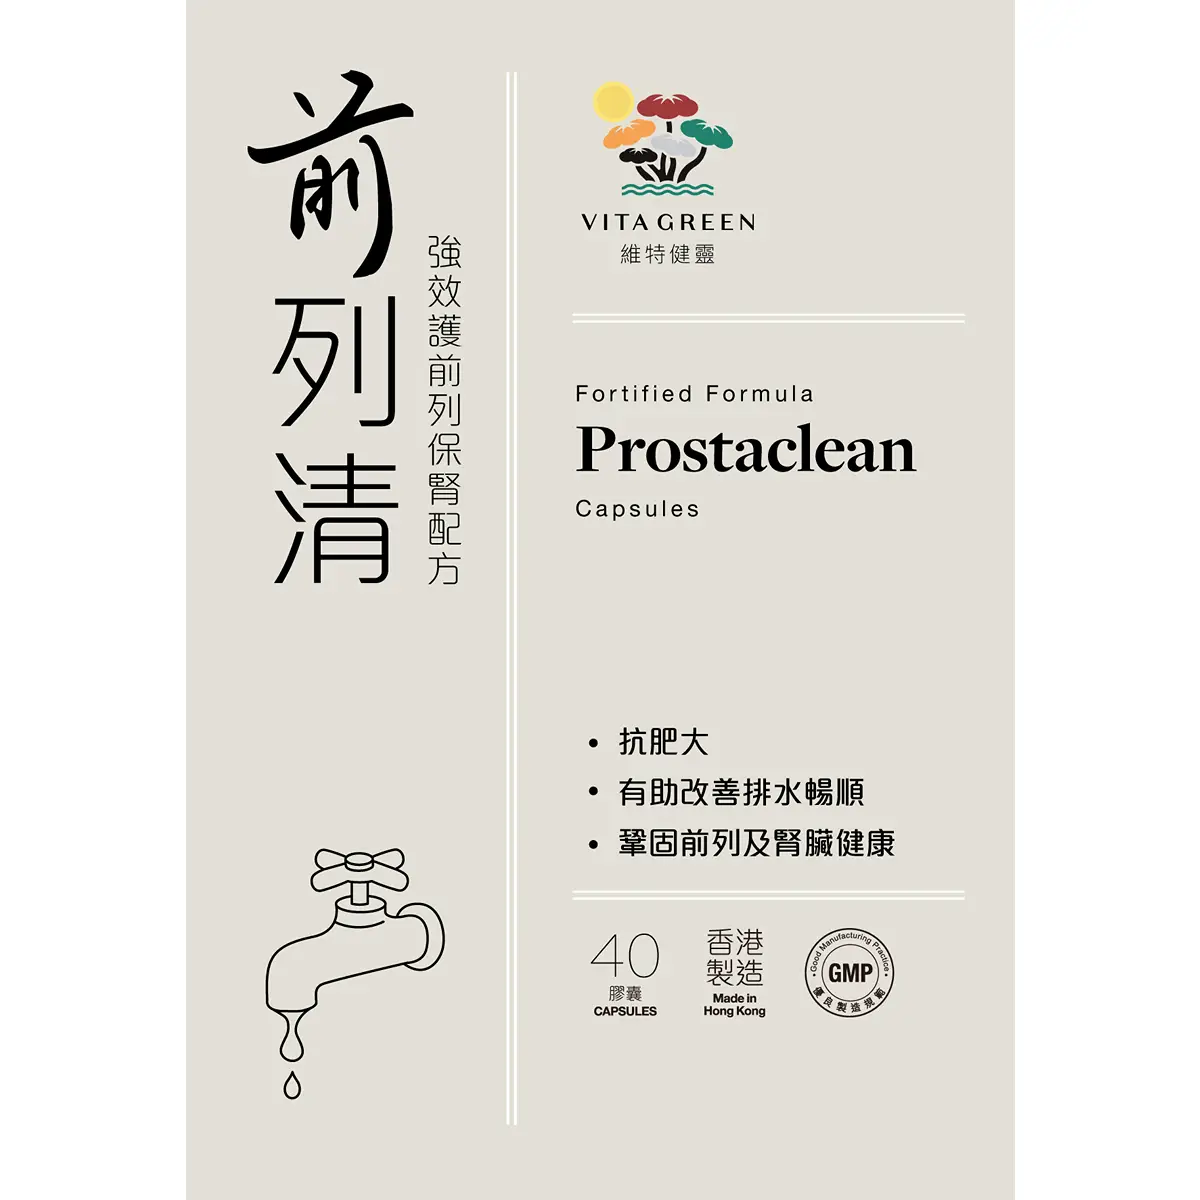 前列清
強效護前列保腎配方
VITA GREEN
維特健靈
Fortified Formula
Prostaclean
Capsules
• 抗肥大
• 有助改善排水暢順
• 鞏固前列及腎臟健康
40
膠囊
CAPSULES
香港
製造
Made in
Hong Kong
Good Manufacturing Practice
GMP
優良製造規範